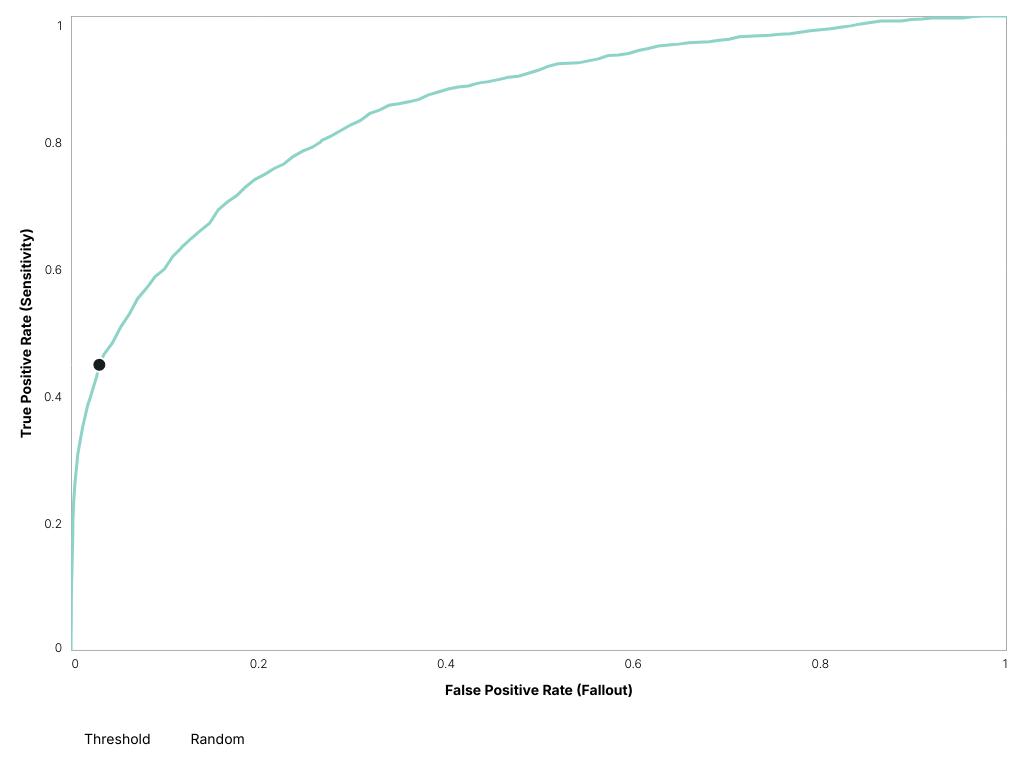 1
0.8
0.6
0.4
0.2
0
True Positive Rate (Sensitivity)
0 0.2 0.4 0.6 0.8 1
False Positive Rate (Fallout)
Threshold Random